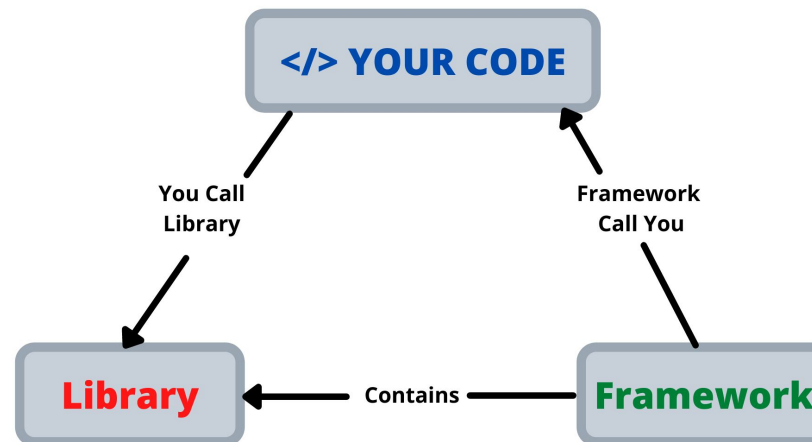 </> YOUR CODE
You Call
Library
Framework
Call You
Library
Contains
Framework